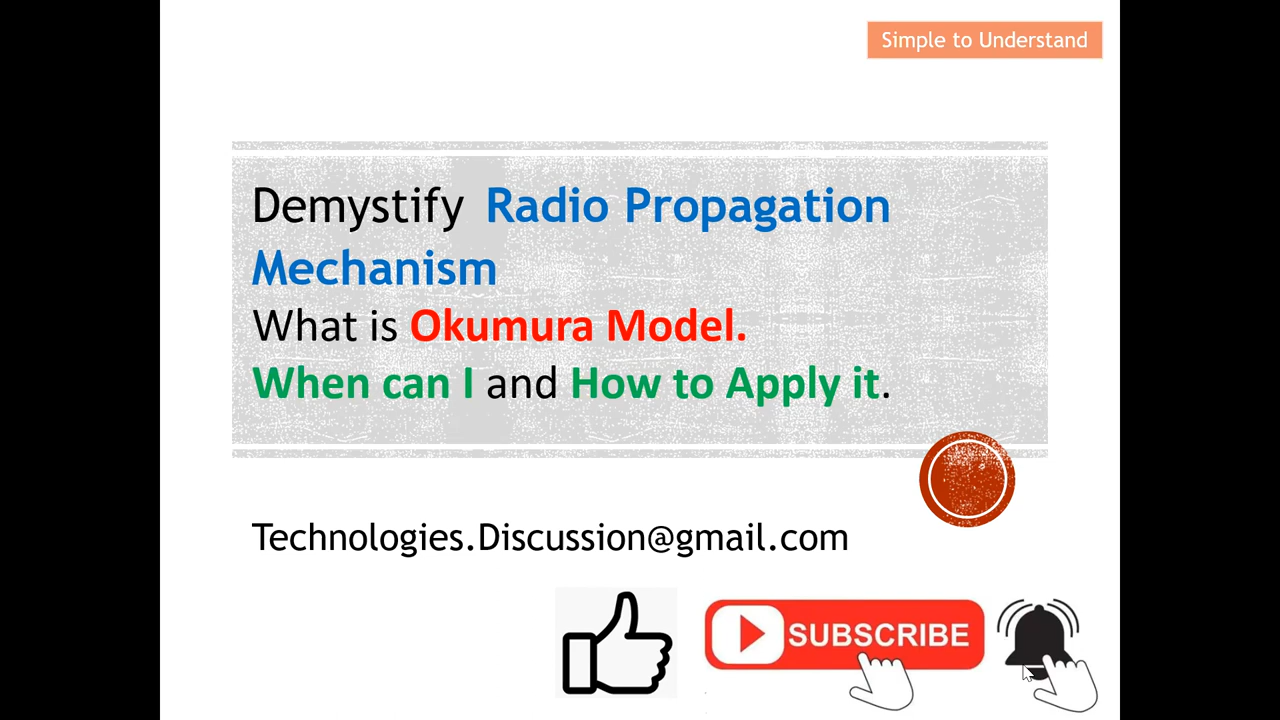 Simple to Understand
Demystify Radio Propagation
Mechanism
What is Okumura Model.
When can I and How to Apply it.
Technologies.Discussion@gmail.com
SUBSCRIBE